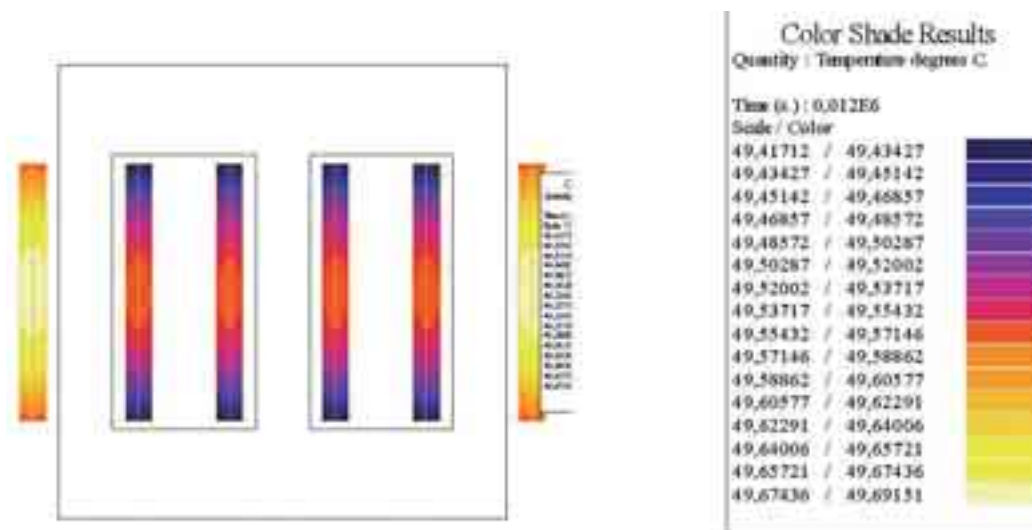 Color Shade Results
Quantity : Temperature degrees C
Time (s.) : 0,012E6
Scale / Color
49,41712 / 49,43427
49,43427 / 49,45142
49,45142 / 49,46857
49,46857 / 49,48572
49,48572 / 49,50287
49,50287 / 49,52002
49,52002 / 49,53717
49,53717 / 49,55432
49,55432 / 49,57146
49,57146 / 49,58862
49,58862 / 49,60577
49,60577 / 49,62291
49,62291 / 49,64006
49,64006 / 49,65721
49,65721 / 49,67436
49,67436 / 49,69151